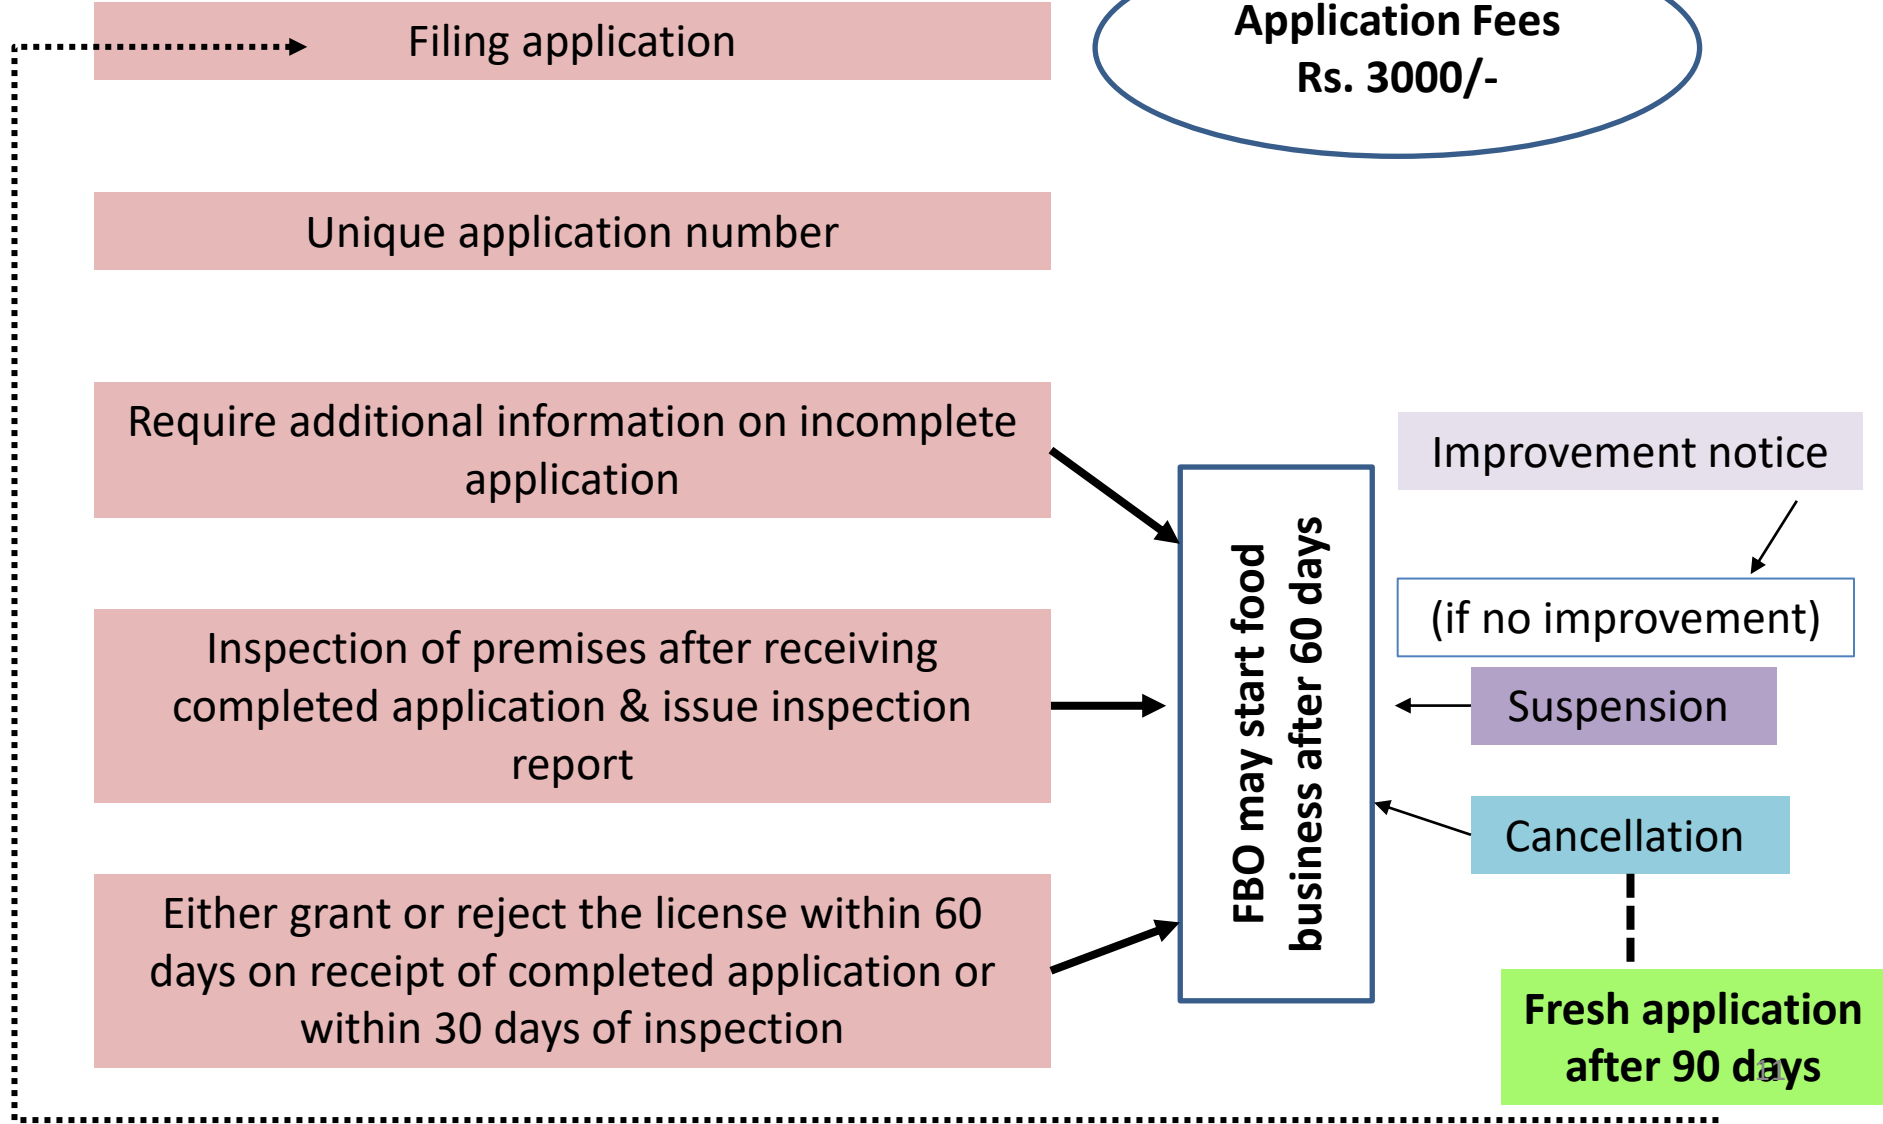 Filing application
Application Fees
Rs. 3000/-
Unique application number
Require additional information on incomplete
application
Inspection of premises after receiving
completed application & issue inspection
report
Either grant or reject the license within 60
days on receipt of completed application or
within 30 days of inspection
FBO may start food
business after 60 days
Improvement notice
(if no improvement)
Suspension
Cancellation
Fresh application
after 90 days
11